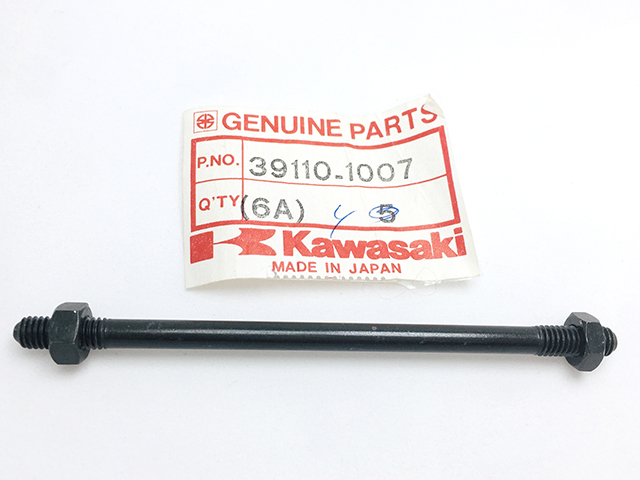 GENUINE PARTS
P.NO. 39110-1007
Q'TY (6A) 4 5
Kawasaki
MADE IN JAPAN